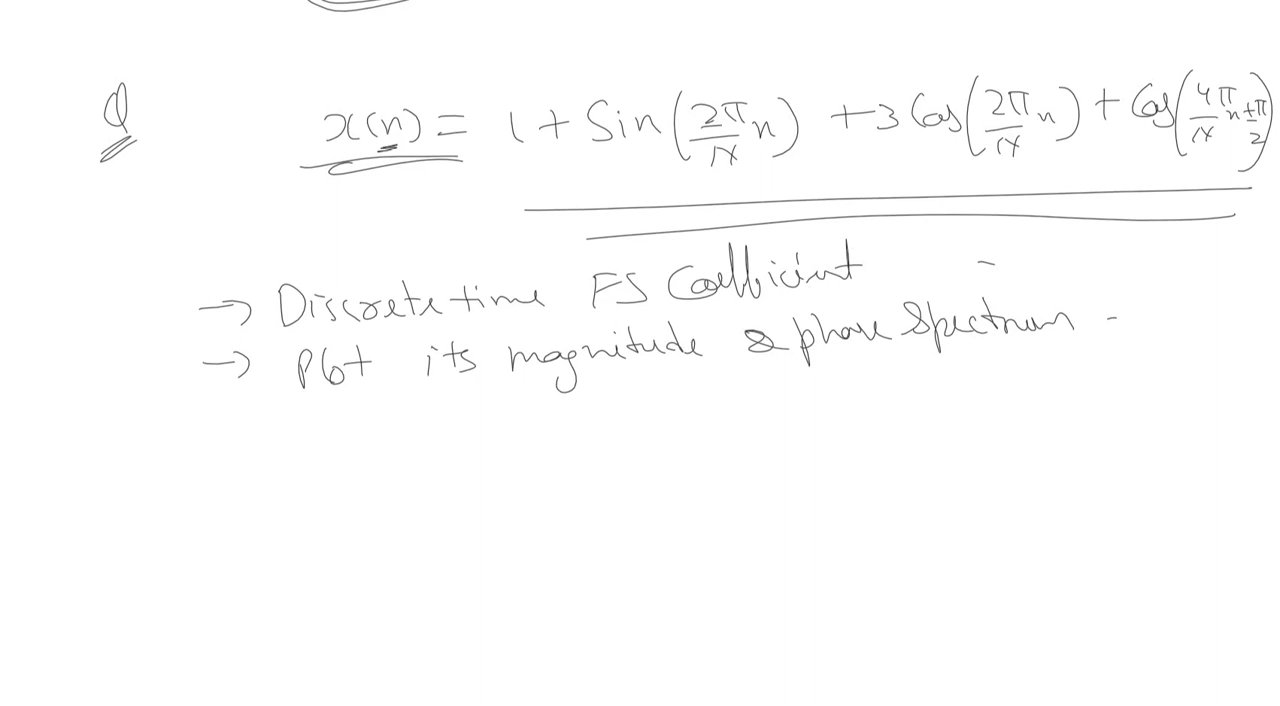 Q x(n) = 1 + Sin(2π/N n) + 3 Cos(2π/N n) + Cos(4π/N n + π/2)
→ Discrete time FS Coefficient
→ Plot its magnitude & phase Spectrum -